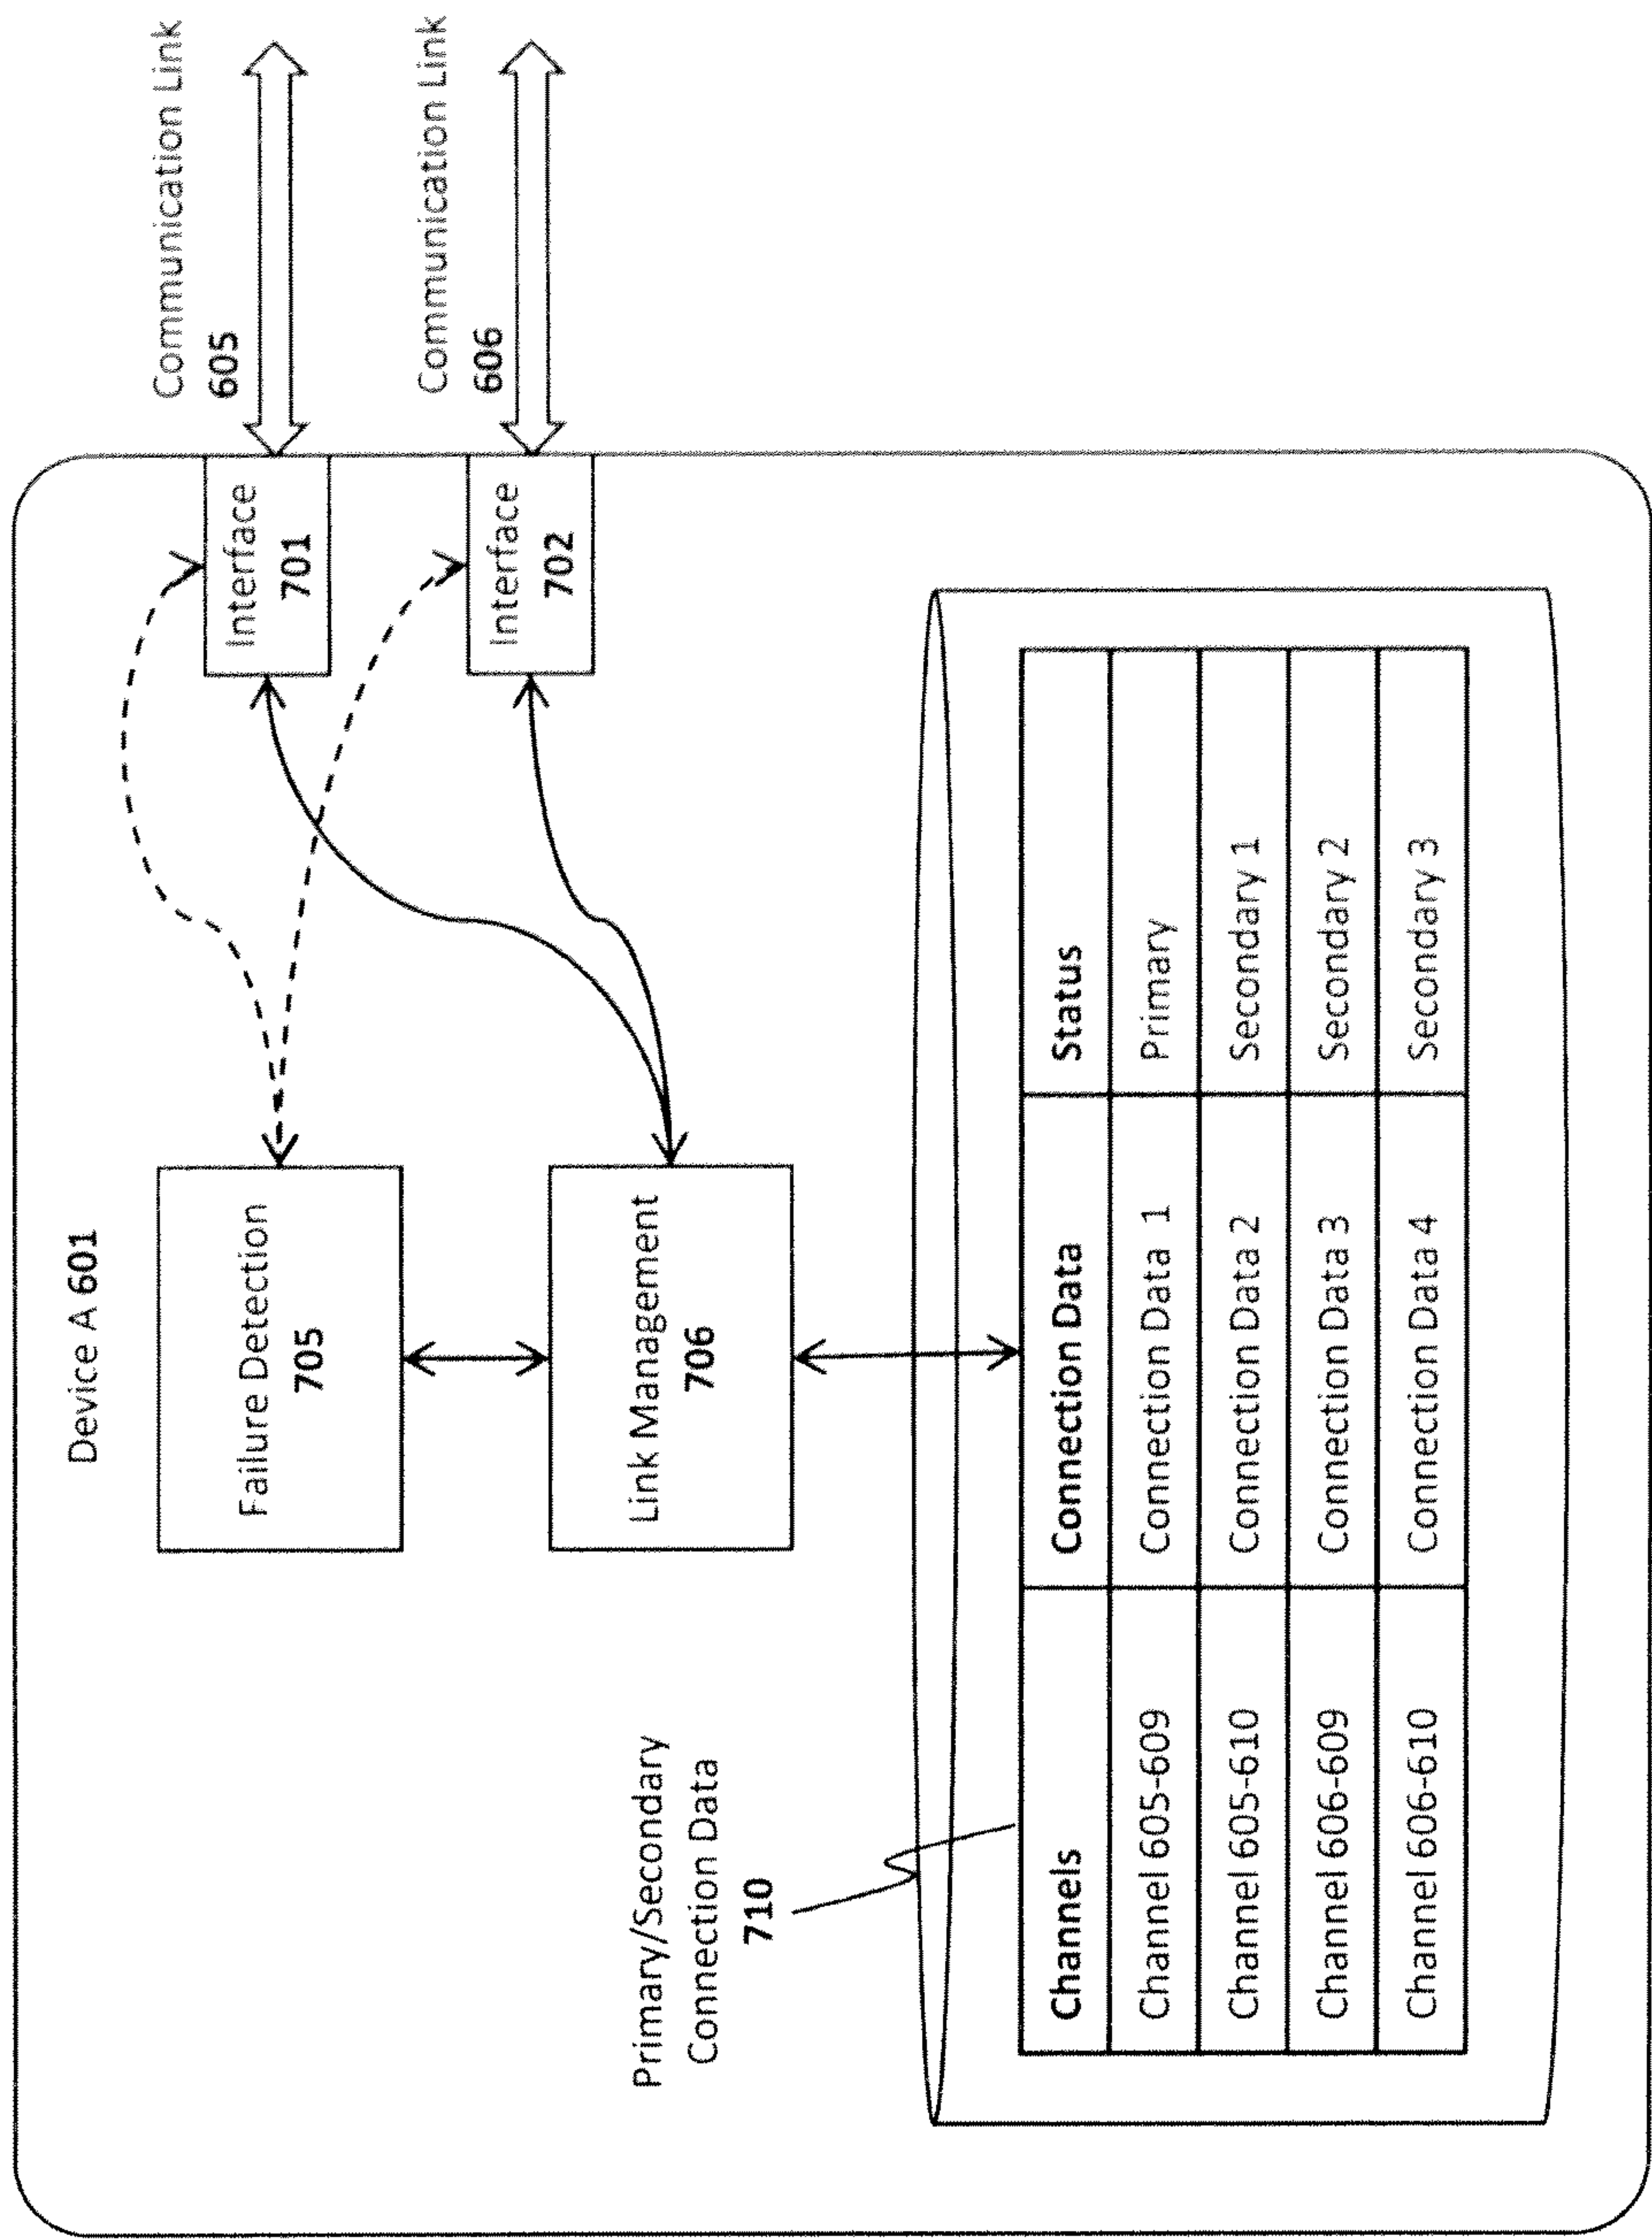 Device A 601
Communication Link
605
Communication Link
606
Failure Detection
705
Interface
701
Interface
702
Link Management
706
Primary/Secondary
Connection Data
710
Channels Connection Data Status
Channel 605-609 Connection Data 1 Primary
Channel 605-610 Connection Data 2 Secondary 1
Channel 606-609 Connection Data 3 Secondary 2
Channel 606-610 Connection Data 4 Secondary 3